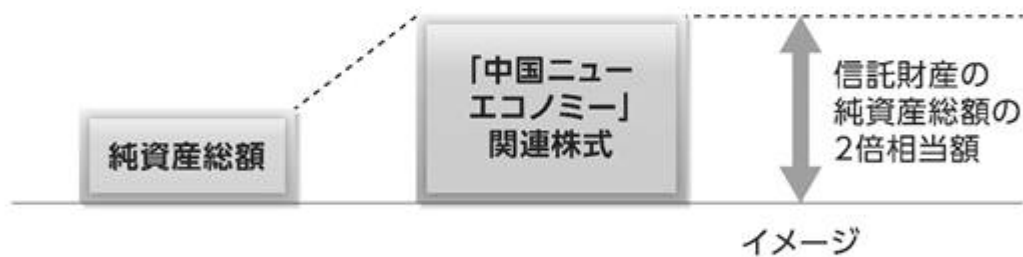 純資産総額
「中国ニュー
エコノミー」
関連株式
信託財産の
純資産総額の
2倍相当額
イメージ